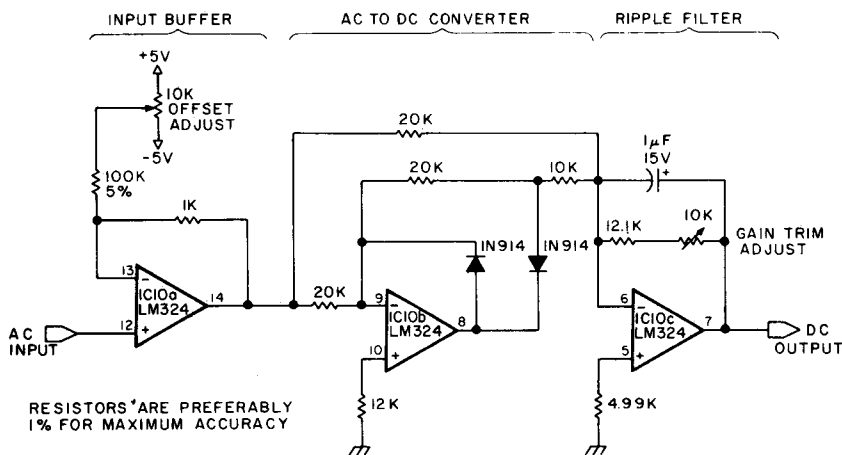 INPUT BUFFER
AC TO DC CONVERTER
RIPPLE FILTER
+5V
10K
OFFSET
ADJUST
-5V
100K
5%
1K
20K
20K
10K
1µF
15V
+
12.1K
10K
GAIN TRIM
ADJUST
1N914
1N914
13
-
IC10a
LM324
14
12
+
AC
INPUT
20K
9
-
IC10b
LM324
8
10
+
12K
6
-
IC10c
LM324
7
5
+
4.99K
DC
OUTPUT
RESISTORS ARE PREFERABLY
1% FOR MAXIMUM ACCURACY